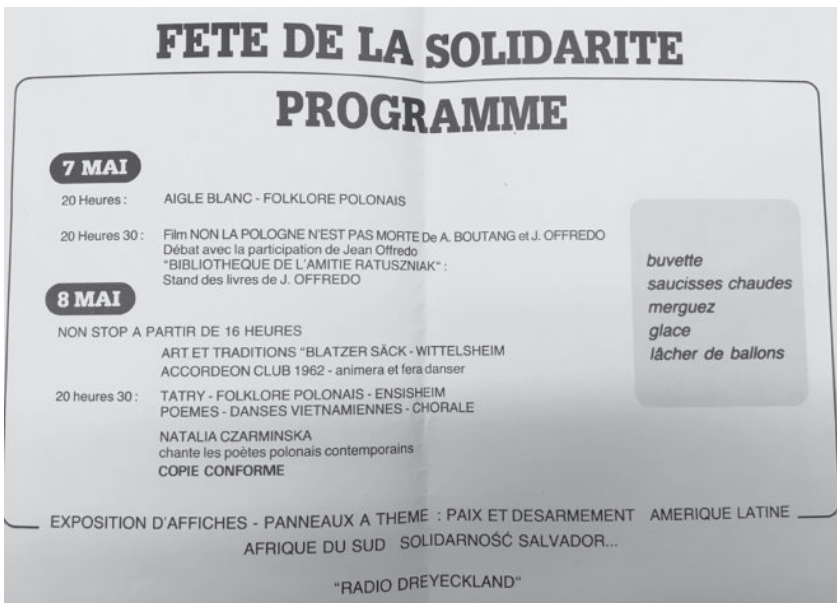 FETE DE LA SOLIDARITE
PROGRAMME
7 MAI
20 Heures : AIGLE BLANC - FOLKLORE POLONAIS
20 Heures 30 : Film NON LA POLOGNE N'EST PAS MORTE De A. BOUTANG et J. OFFREDO
Débat avec la participation de Jean Offredo
"BIBLIOTHEQUE DE L'AMITIE RATUSZNIAK" :
Stand des livres de J. OFFREDO
8 MAI
NON STOP A PARTIR DE 16 HEURES
ART ET TRADITIONS "BLATZER SÄCK - WITTELSHEIM
ACCORDEON CLUB 1962 - animera et fera danser
20 heures 30 : TATRY - FOLKLORE POLONAIS - ENSISHEIM
POEMES - DANSES VIETNAMIENNES - CHORALE
NATALIA CZARMINSKA
chante les poètes polonais contemporains
COPIE CONFORME
buvette
saucisses chaudes
merguez
glace
lâcher de ballons
EXPOSITION D'AFFICHES - PANNEAUX A THEME : PAIX ET DESARMEMENT AMERIQUE LATINE
AFRIQUE DU SUD SOLIDARNOŚĆ SALVADOR...
"RADIO DREYECKLAND"